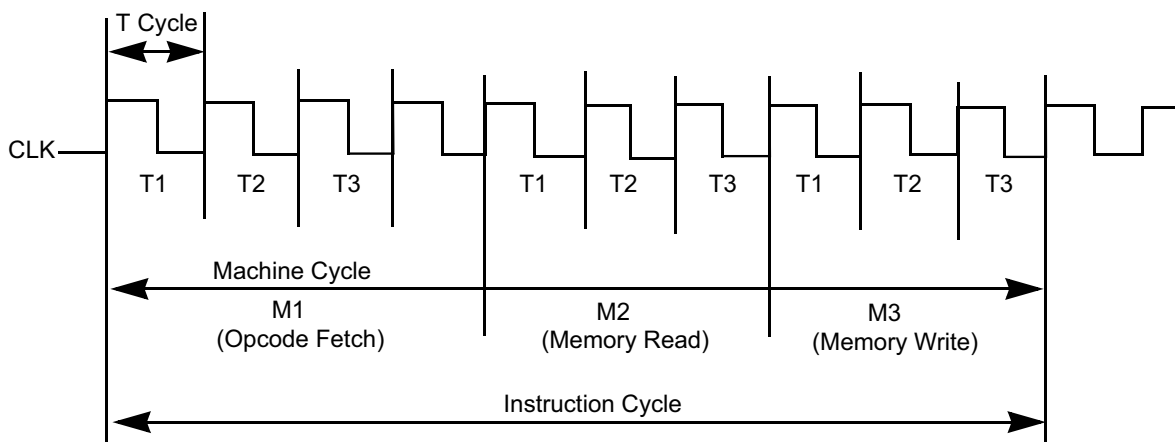 T Cycle
CLK
T1 T2 T3 T1 T2 T3 T1 T2 T3
Machine Cycle
M1 M2 M3
(Opcode Fetch) (Memory Read) (Memory Write)
Instruction Cycle